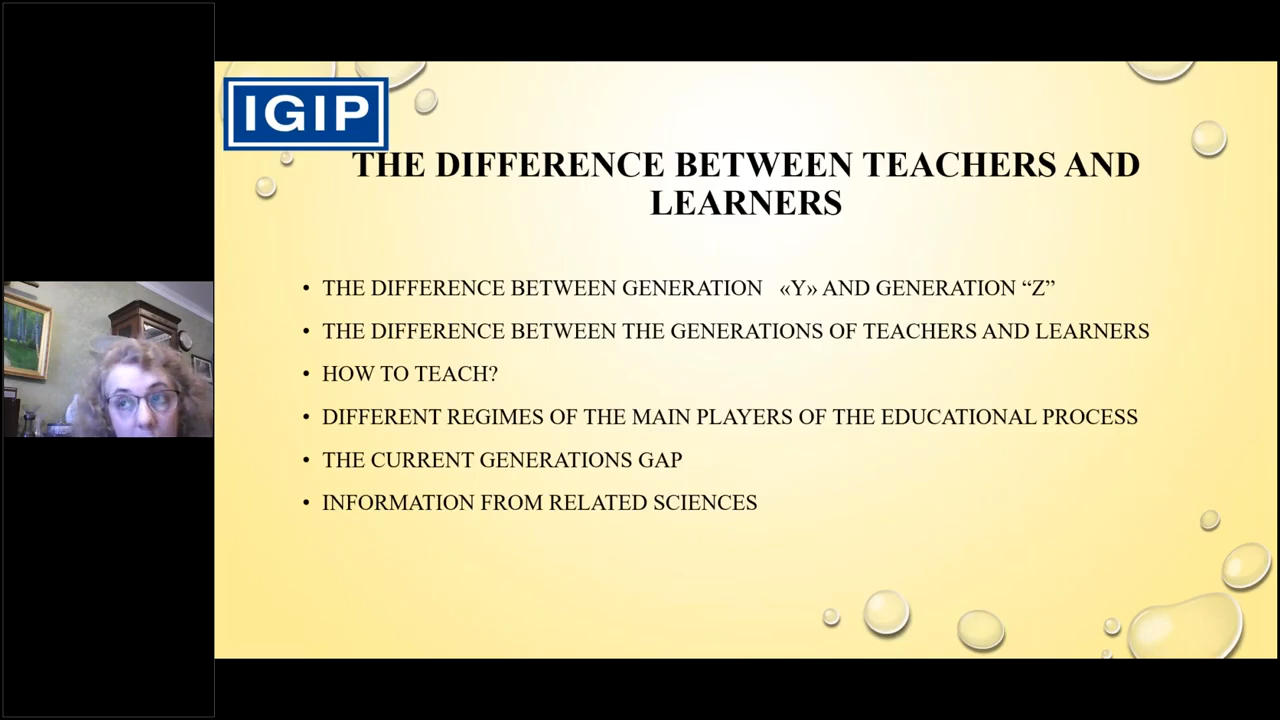 IGIP
THE DIFFERENCE BETWEEN TEACHERS AND
LEARNERS
• THE DIFFERENCE BETWEEN GENERATION «Y» AND GENERATION “Z”
• THE DIFFERENCE BETWEEN THE GENERATIONS OF TEACHERS AND LEARNERS
• HOW TO TEACH?
• DIFFERENT REGIMES OF THE MAIN PLAYERS OF THE EDUCATIONAL PROCESS
• THE CURRENT GENERATIONS GAP
• INFORMATION FROM RELATED SCIENCES